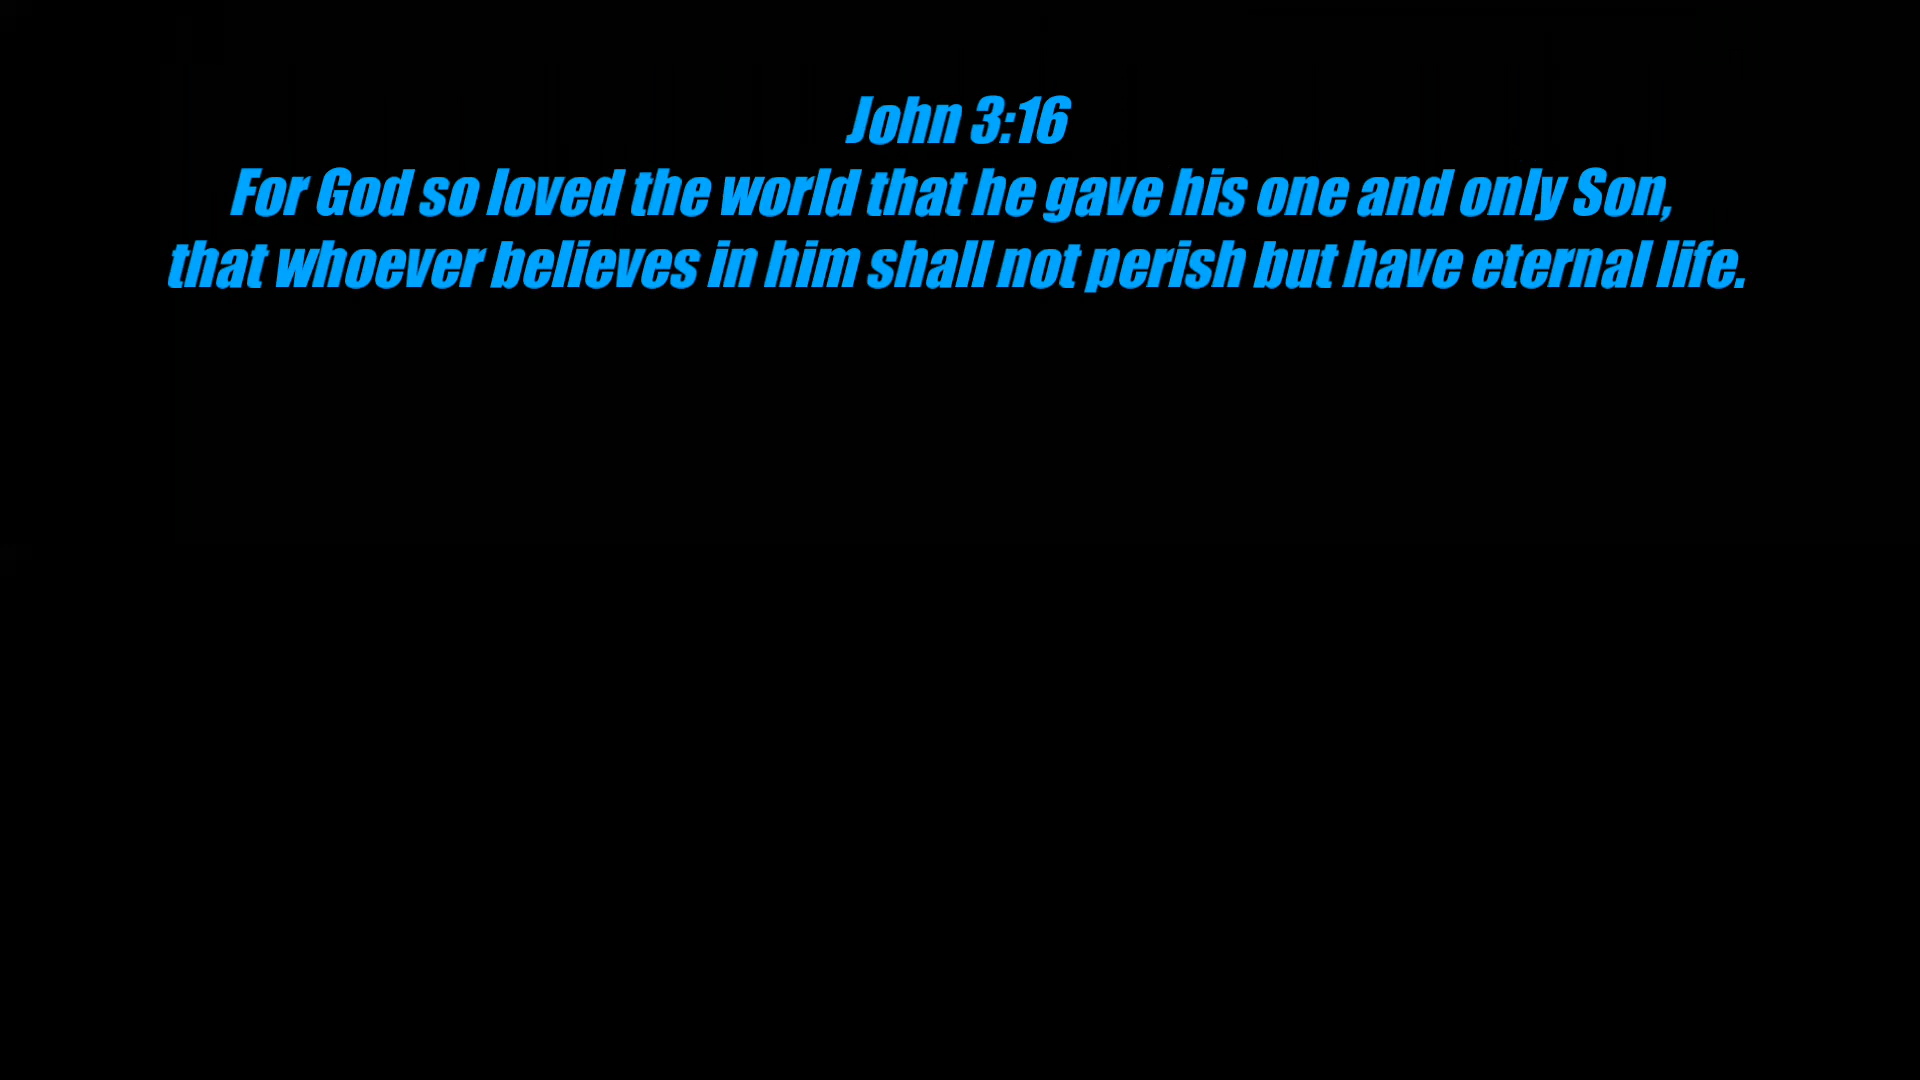 John 3:16
For God so loved the world that he gave his one and only Son,
that whoever believes in him shall not perish but have eternal life.